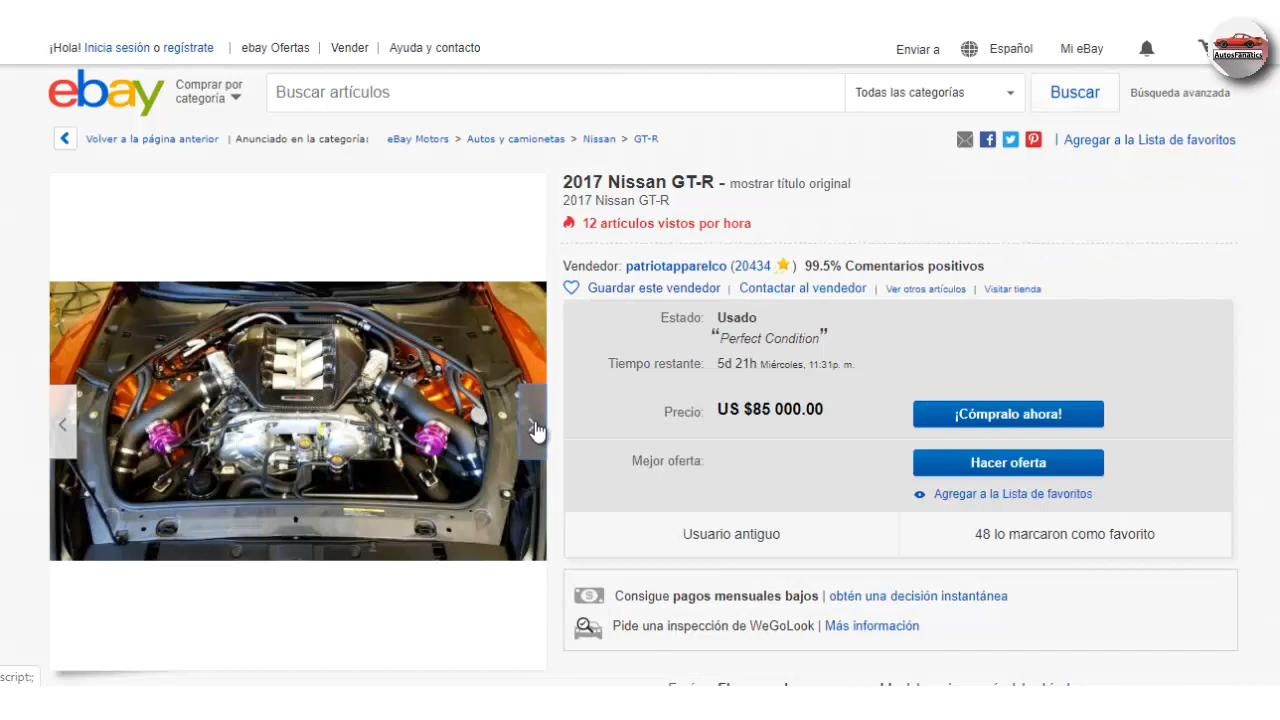 ¡Hola! Inicia sesión o regístrate | ebay Ofertas | Vender | Ayuda y contacto
Enviar a Español Mi eBay
AutosFanatics
ebay
Comprar por categoría
Buscar artículos
Todas las categorías
Buscar
Búsqueda avanzada
Volver a la página anterior | Anunciado en la categoría: eBay Motors > Autos y camionetas > Nissan > GT-R
| Agregar a la Lista de favoritos
2017 Nissan GT-R - mostrar título original
2017 Nissan GT-R
12 artículos vistos por hora
Vendedor: patriotapparelco (20434 ) 99.5% Comentarios positivos
Guardar este vendedor | Contactar al vendedor | Ver otros artículos | Visitar tienda
Estado: Usado
“Perfect Condition”
Tiempo restante: 5d 21h Miércoles, 11:31p. m.
Precio: US $85 000.00
¡Cómpralo ahora!
Mejor oferta:
Hacer oferta
Agregar a la Lista de favoritos
Usuario antiguo
48 lo marcaron como favorito
Consigue pagos mensuales bajos | obtén una decisión instantánea
Pide una inspección de WeGoLook | Más información
script:;